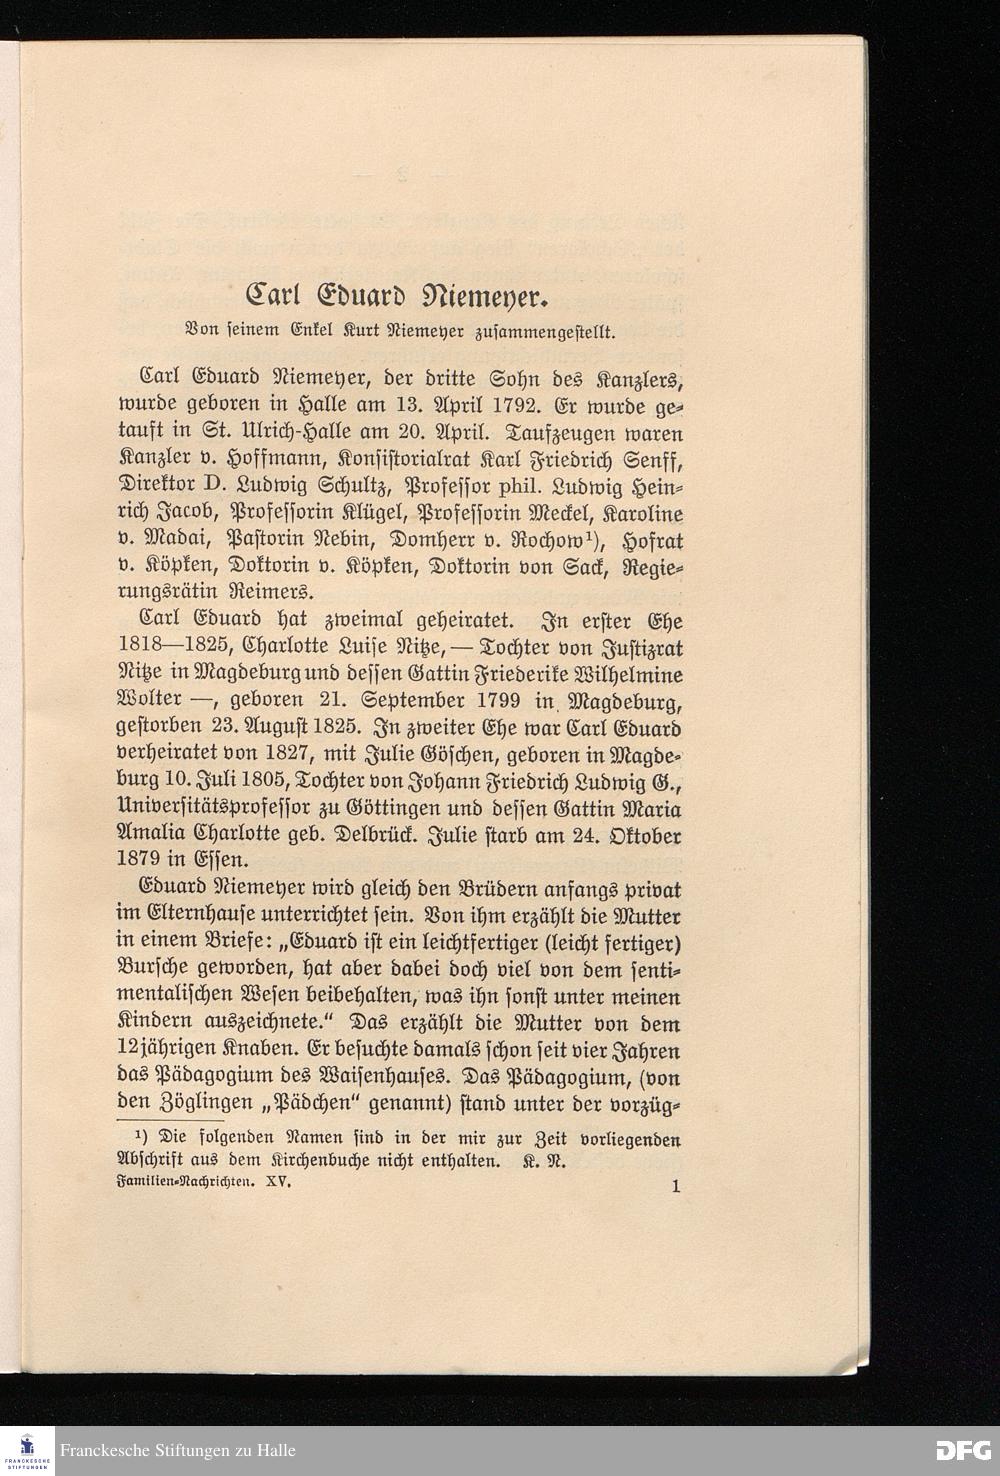 Carl Eduard Niemeyer.
Von seinem Enkel Kurt Niemeyer zusammengestellt.
Carl Eduard Niemeyer, der dritte Sohn des Kanzlers,
wurde geboren in Halle am 13. April 1792. Er wurde ge-
tauft in St. Ulrich-Halle am 20. April. Taufzeugen waren
Kanzler v. Hoffmann, Konsistorialrat Karl Friedrich Senff,
Direktor D. Ludwig Schultz, Professor phil. Ludwig Hein-
rich Jacob, Professorin Klügel, Professorin Meckel, Karoline
v. Madai, Pastorin Nebin, Domherr v. Rochow¹), Hofrat
v. Köpken, Doktorin v. Köpken, Doktorin von Sack, Regie-
rungsrätin Reimers.
Carl Eduard hat zweimal geheiratet. In erster Ehe
1818—1825, Charlotte Luise Nitze, — Tochter von Justizrat
Nitze in Magdeburg und dessen Gattin Friederike Wilhelmine
Wolter —, geboren 21. September 1799 in Magdeburg,
gestorben 23. August 1825. In zweiter Ehe war Carl Eduard
verheiratet von 1827, mit Julie Göschen, geboren in Magde-
burg 10. Juli 1805, Tochter von Johann Friedrich Ludwig G.,
Universitätsprofessor zu Göttingen und dessen Gattin Maria
Amalia Charlotte geb. Delbrück. Julie starb am 24. Oktober
1879 in Essen.
Eduard Niemeyer wird gleich den Brüdern anfangs privat
im Elternhause unterrichtet sein. Von ihm erzählt die Mutter
in einem Briefe: „Eduard ist ein leichtfertiger (leicht fertiger)
Bursche geworden, hat aber dabei doch viel von dem senti-
mentalischen Wesen beibehalten, was ihn sonst unter meinen
Kindern auszeichnete.“ Das erzählt die Mutter von dem
12jährigen Knaben. Er besuchte damals schon seit vier Jahren
das Pädagogium des Waisenhauses. Das Pädagogium, (von
den Zöglingen „Pädchen“ genannt) stand unter der vorzüg-
¹) Die folgenden Namen sind in der mir zur Zeit vorliegenden
Abschrift aus dem Kirchenbuche nicht enthalten. K. N.
Familien-Nachrichten. XV.
1
FRANCKESCHE
STIFTUNGEN
Franckesche Stiftungen zu Halle
DFG